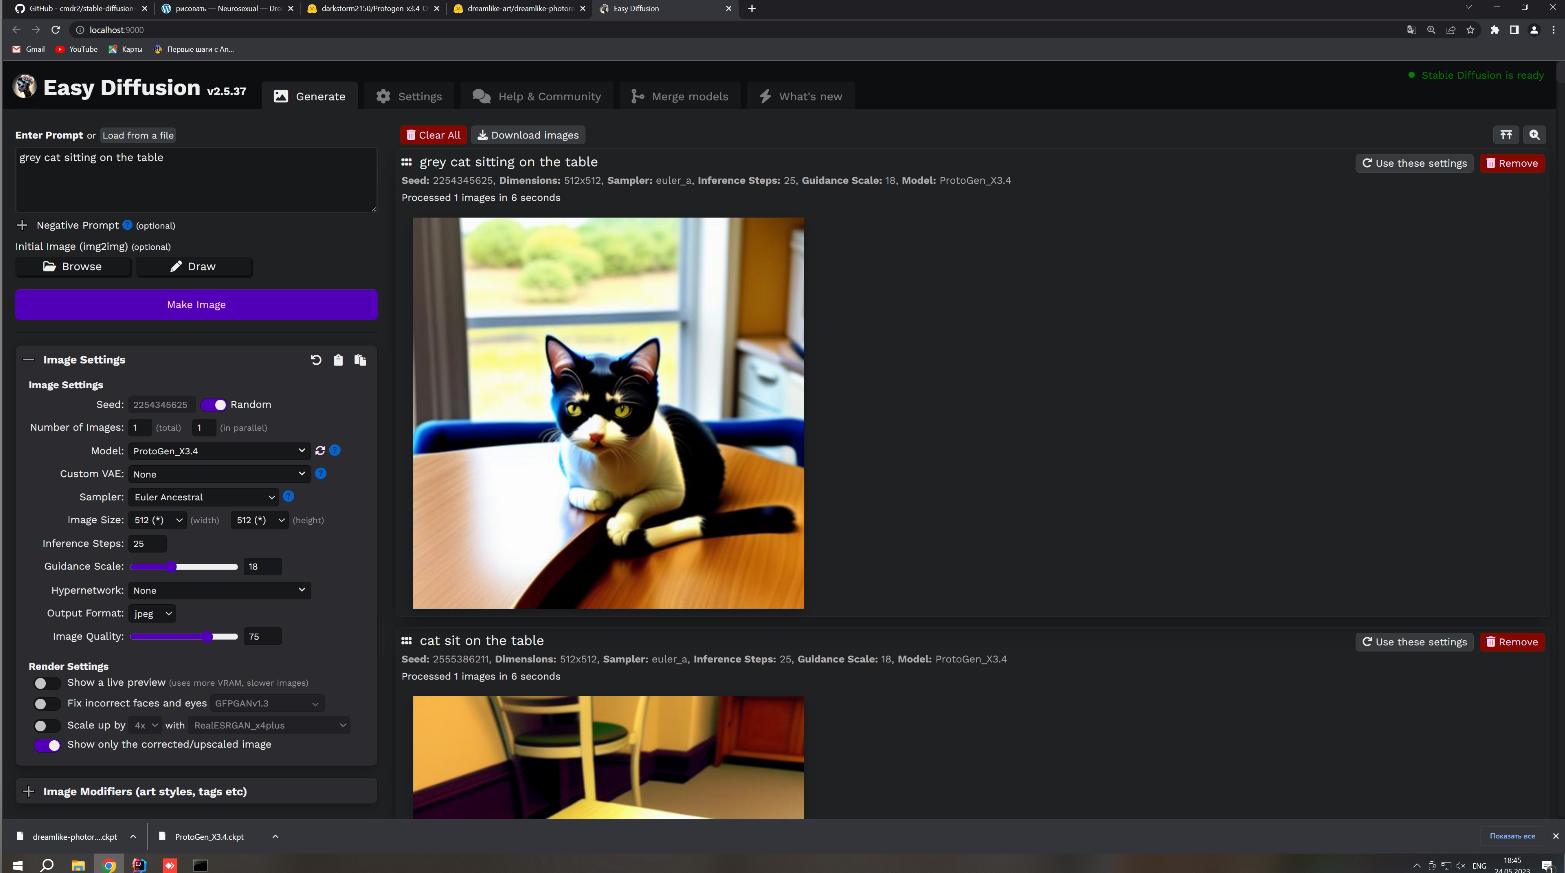 GitHub - cmdr2/stable-diffusion
рисовать — Neurosexual — Dre
darkstorm2150/Protogen_x3.4_O
dreamlike-art/dreamlike-photore
Easy Diffusion
localhost:9000
Gmail
YouTube
Карты
Первые шаги с Ап...
Easy Diffusion v2.5.37
Generate
Settings
Help & Community
Merge models
What's new
Stable Diffusion is ready
Enter Prompt or Load from a file
grey cat sitting on the table
Negative Prompt ? (optional)
Initial Image (img2img) (optional)
Browse
Draw
Make Image
Image Settings
Image Settings
Seed: 2254345625 Random
Number of Images: 1 (total) 1 (in parallel)
Model: ProtoGen_X3.4 ?
Custom VAE: None ?
Sampler: Euler Ancestral ?
Image Size: 512 (*) (width) 512 (*) (height)
Inference Steps: 25
Guidance Scale: 18
Hypernetwork: None
Output Format: jpeg
Image Quality: 75
Render Settings
Show a live preview (uses more VRAM, slower images)
Fix incorrect faces and eyes GFPGANv1.3
Scale up by 4x with RealESRGAN_x4plus
Show only the corrected/upscaled image
Image Modifiers (art styles, tags etc)
Clear All
Download images
grey cat sitting on the table
Use these settings
Remove
Seed: 2254345625, Dimensions: 512x512, Sampler: euler_a, Inference Steps: 25, Guidance Scale: 18, Model: ProtoGen_X3.4
Processed 1 images in 6 seconds
cat sit on the table
Use these settings
Remove
Seed: 2555386211, Dimensions: 512x512, Sampler: euler_a, Inference Steps: 25, Guidance Scale: 18, Model: ProtoGen_X3.4
Processed 1 images in 6 seconds
dreamlike-photor....ckpt
ProtoGen_X3.4.ckpt
Показать все
ENG
18:45
24.05.2023